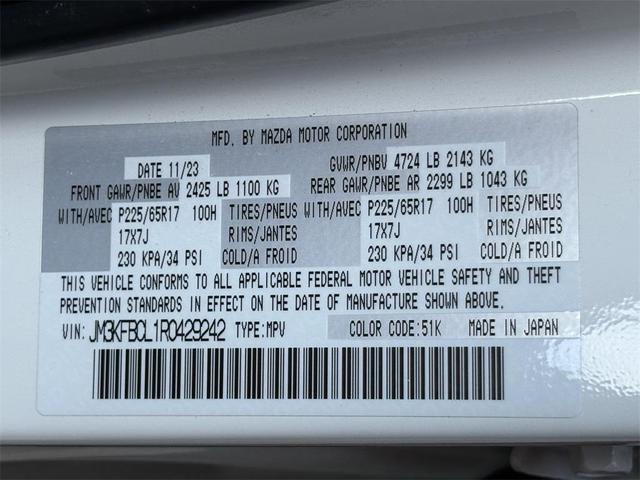 MFD. BY MAZDA MOTOR CORPORATION
DATE 11/23 GVWR/PNBV 4724 LB 2143 KG
FRONT GAWR/PNBE AV 2425 LB 1100 KG REAR GAWR/PNBE AR 2299 LB 1043 KG
WITH/AVEC P225/65R17 100H TIRES/PNEUS WITH/AVEC P225/65R17 100H TIRES/PNEUS
17X7J RIMS/JANTES 17X7J RIMS/JANTES
230 KPA/34 PSI COLD/A FROID 230 KPA/34 PSI COLD/A FROID
THIS VEHICLE CONFORMS TO ALL APPLICABLE FEDERAL MOTOR VEHICLE SAFETY AND THEFT
PREVENTION STANDARDS IN EFFECT ON THE DATE OF MANUFACTURE SHOWN ABOVE.
VIN: JM3KFBCL1R0429242 TYPE:MPV COLOR CODE:51K MADE IN JAPAN